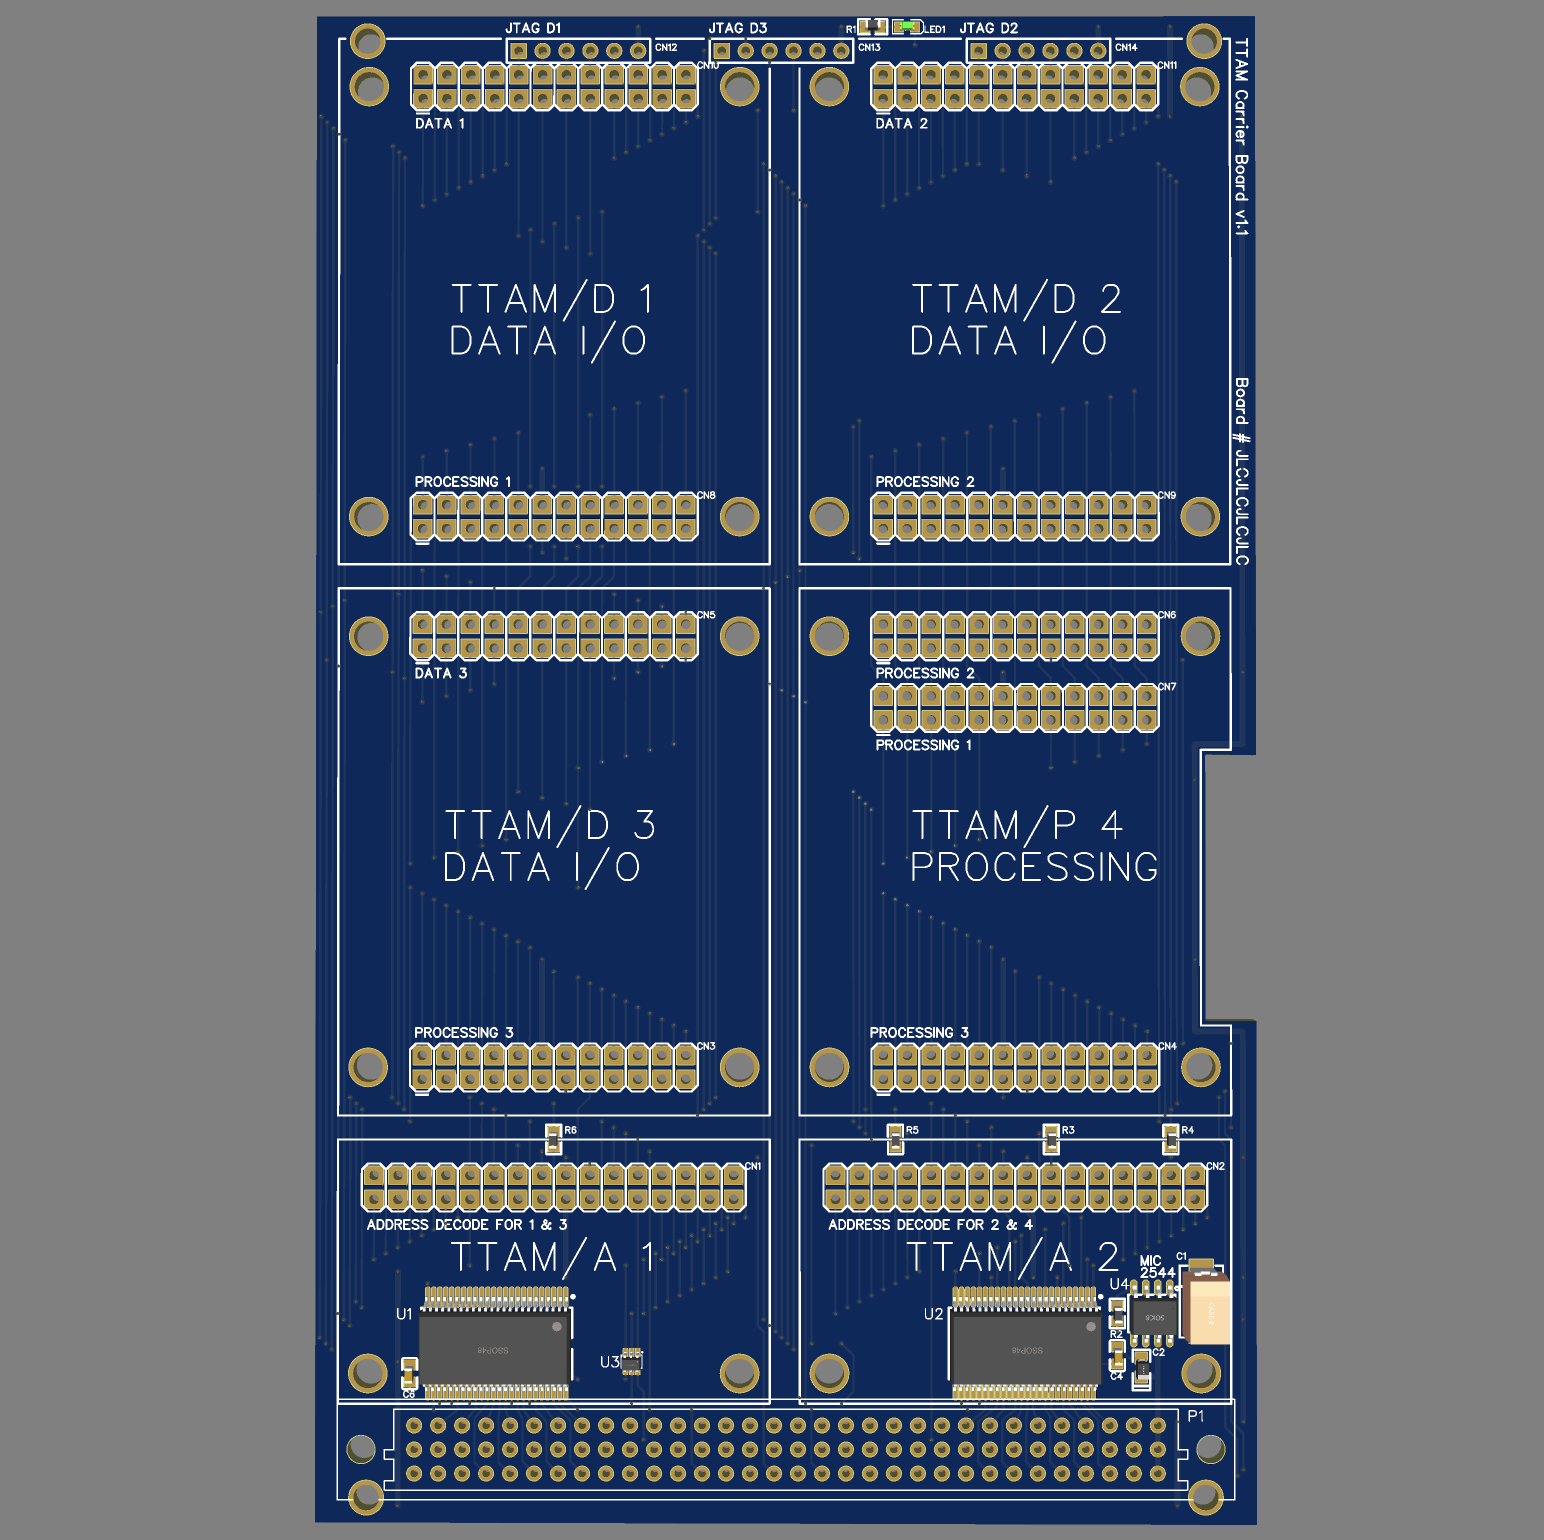 JTAG D1
CN12
JTAG D3
CN13
R1
LED1
JTAG D2
CN14
CN10
CN11
DATA 1
DATA 2
TTAM Carrier Board v1.1
TTAM/D 1
DATA I/O
TTAM/D 2
DATA I/O
Board # JLCJLCJLCJLC
PROCESSING 1
CN8
PROCESSING 2
CN9
CN5
DATA 3
CN6
PROCESSING 2
CN7
PROCESSING 1
TTAM/D 3
DATA I/O
TTAM/P 4
PROCESSING
PROCESSING 3
CN3
PROCESSING 3
CN4
R6
R5
R3
R4
CN1
CN2
ADDRESS DECODE FOR 1 & 3
ADDRESS DECODE FOR 2 & 4
TTAM/A 1
TTAM/A 2
MIC
2544
C1
U4
U1
SSOP48
U3
C6
U2
SSOP48
R2
SOIC8
C4
C2
P1